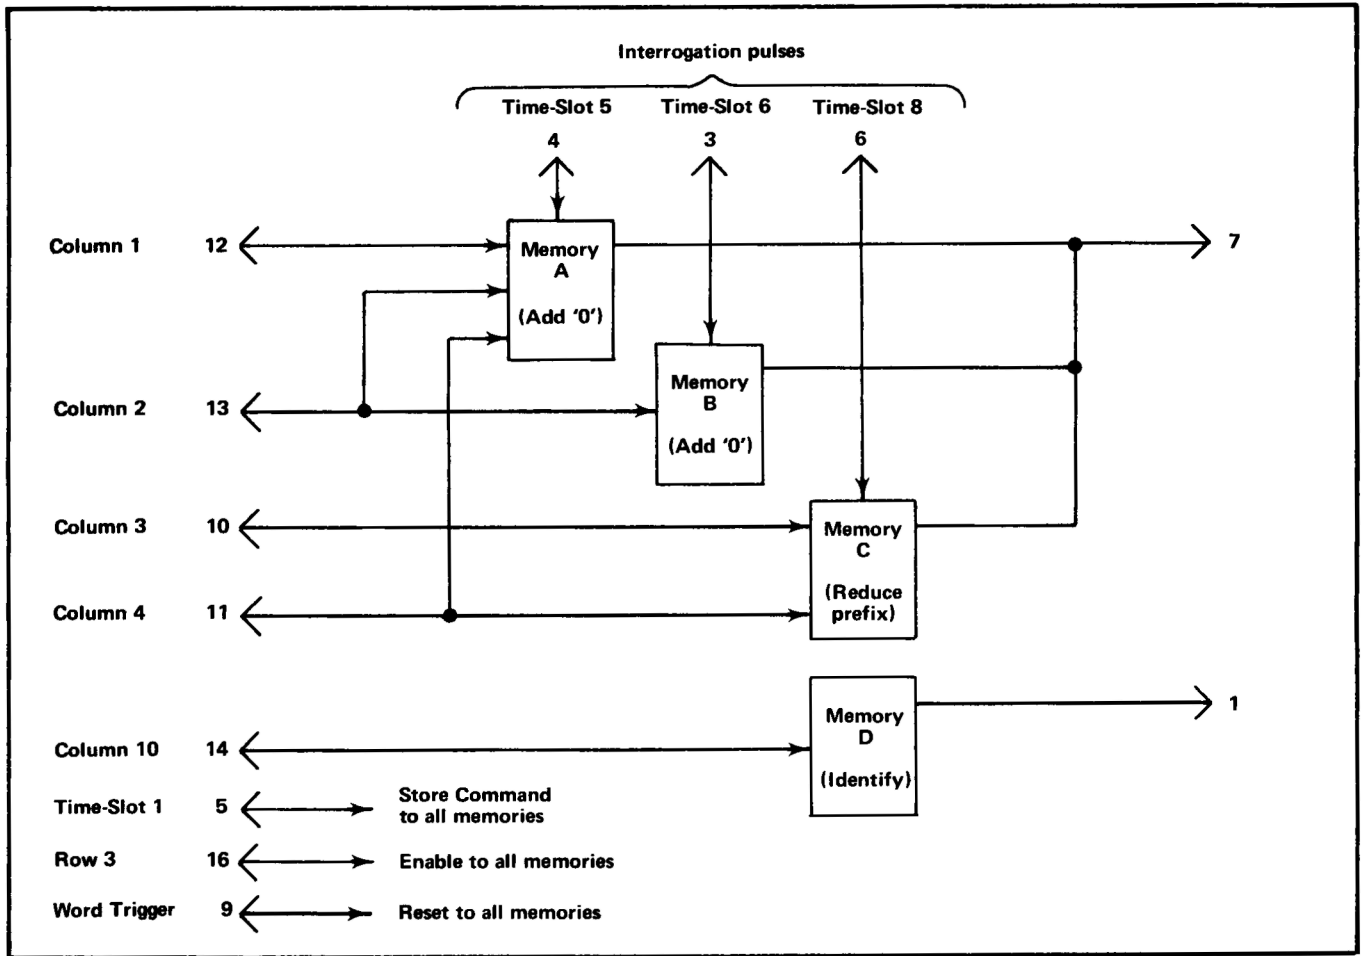 Interrogation pulses
Time-Slot 5 Time-Slot 6 Time-Slot 8
4 3 6
Column 1 12
Memory
A
(Add '0')
7
Column 2 13
Memory
B
(Add '0')
Column 3 10
Column 4 11
Memory
C
(Reduce
prefix)
Column 10 14
Memory
D
(Identify)
1
Time-Slot 1 5 Store Command
to all memories
Row 3 16 Enable to all memories
Word Trigger 9 Reset to all memories